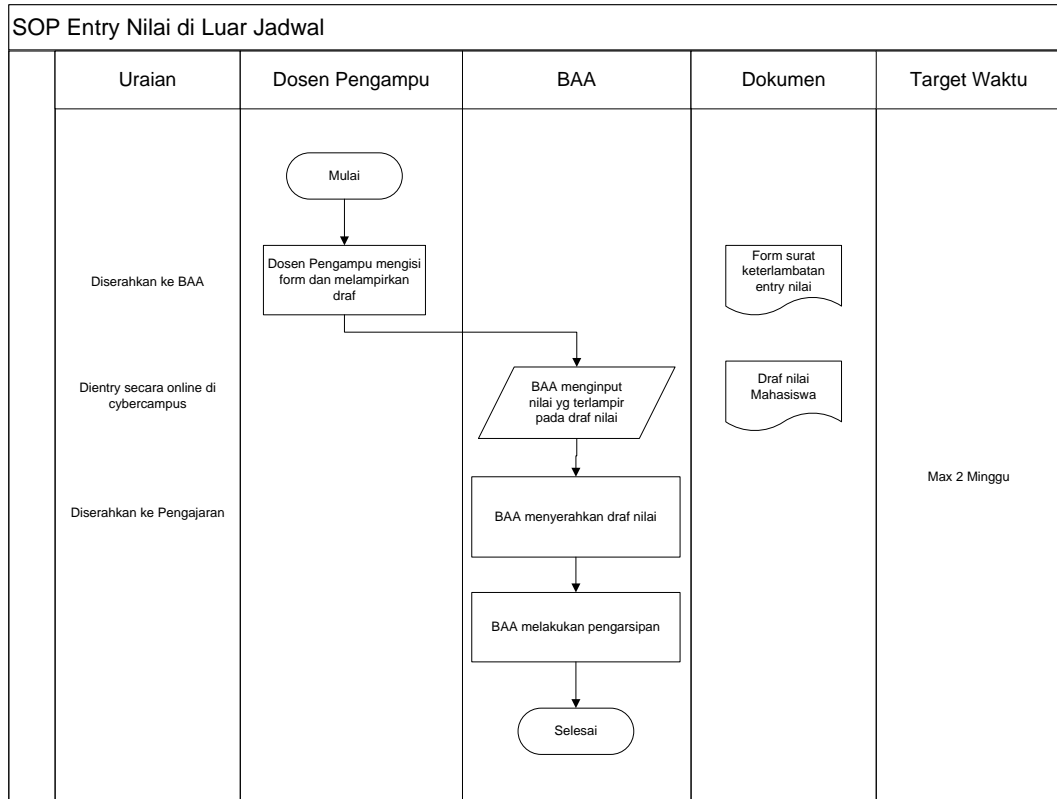 SOP Entry Nilai di Luar Jadwal
Uraian
Dosen Pengampu
BAA
Dokumen
Target Waktu
Mulai
Diserahkan ke BAA
Dosen Pengampu mengisi
form dan melampirkan
draf
Form surat
keterlambatan
entry nilai
Dientry secara online di
cybercampus
BAA menginput
nilai yg terlampir
pada draf nilai
Draf nilai
Mahasiswa
Diserahkan ke Pengajaran
BAA menyerahkan draf nilai
Max 2 Minggu
BAA melakukan pengarsipan
Selesai